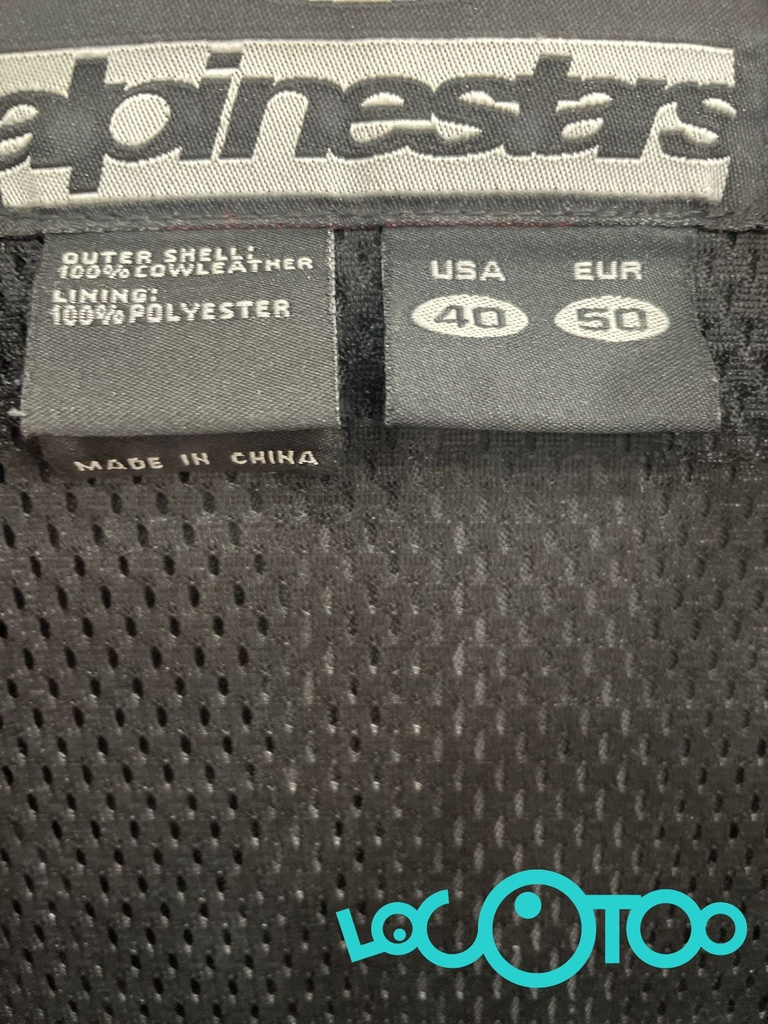 alpinestars
OUTER SHELL:
100% COWLEATHER
LINING:
100% POLYESTER
MADE IN CHINA
USA EUR
40 50
LOCOTOO